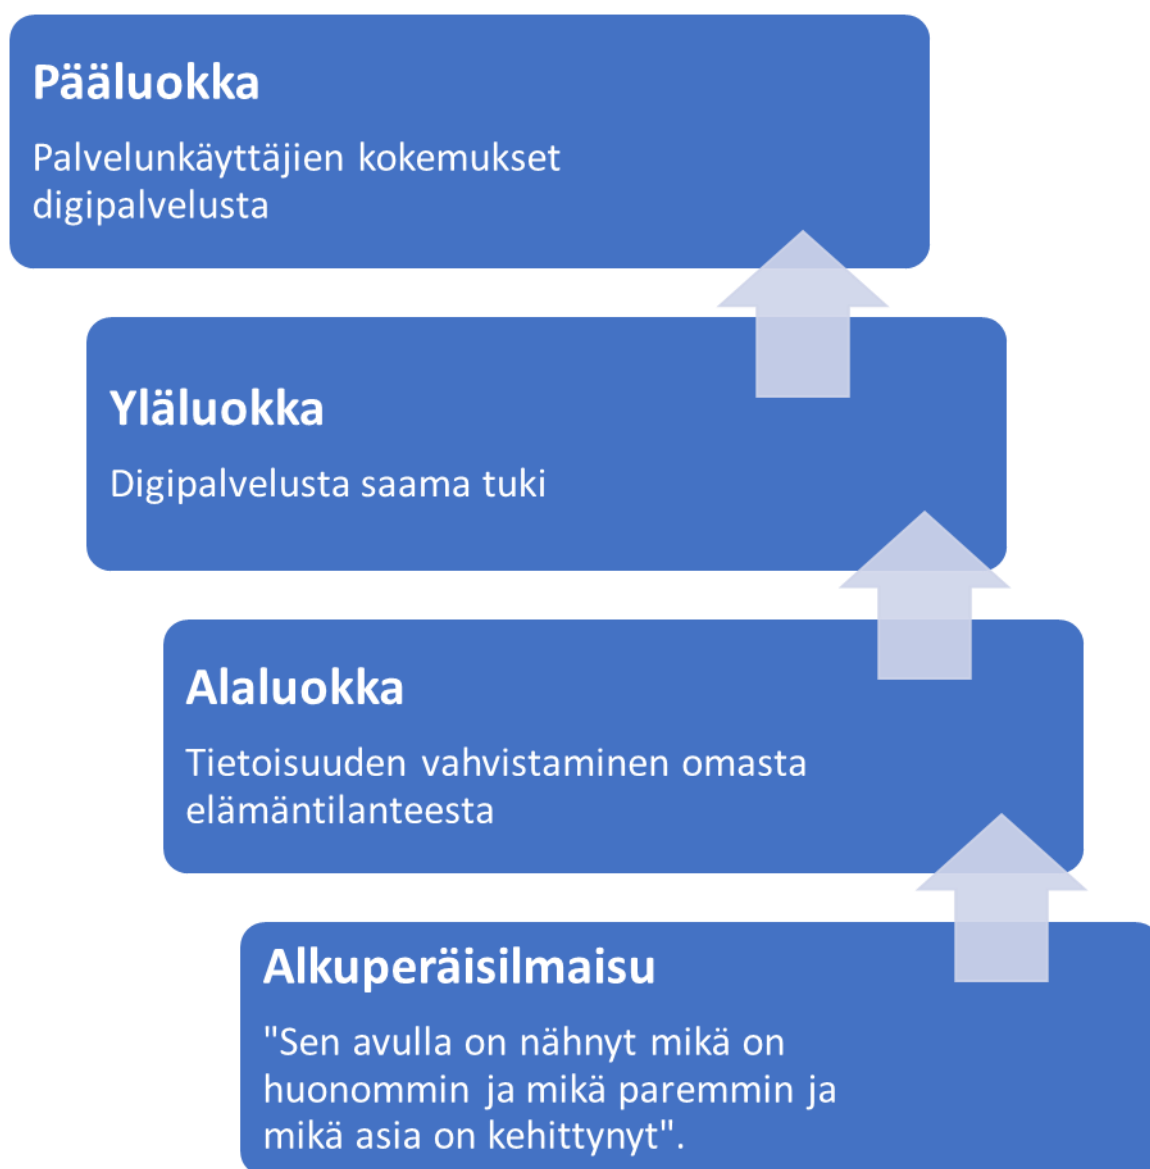 Pääluokka
Palvelunkäyttäjien kokemukset
digipalvelusta
Yläluokka
Digipalvelusta saama tuki
Alaluokka
Tietoisuuden vahvistaminen omasta
elämäntilanteesta
Alkuperäisilmaisu
"Sen avulla on nähnyt mikä on
huonommin ja mikä paremmin ja
mikä asia on kehittynyt".